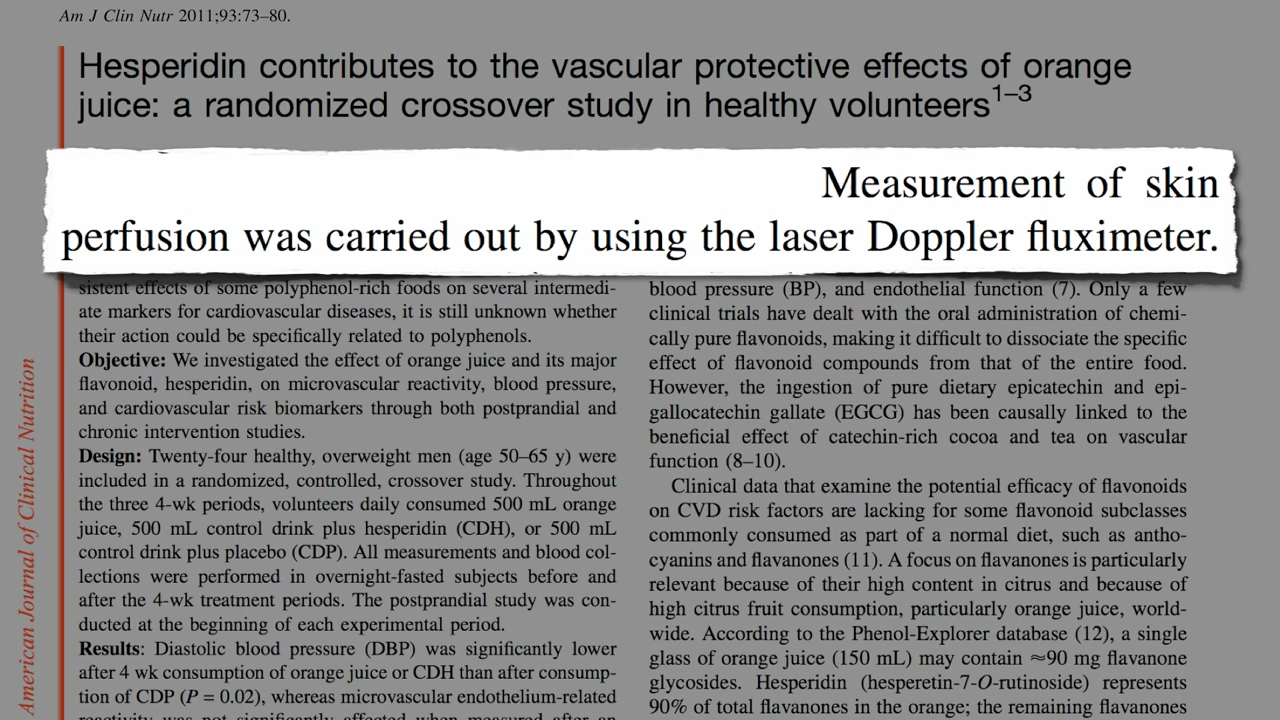 Am J Clin Nutr 2011;93:73–80.
Hesperidin contributes to the vascular protective effects of orange
juice: a randomized crossover study in healthy volunteers1–3
Measurement of skin
perfusion was carried out by using the laser Doppler fluximeter.
sistent effects of some polyphenol-rich foods on several intermedi-
ate markers for cardiovascular diseases, it is still unknown whether
their action could be specifically related to polyphenols.
Objective: We investigated the effect of orange juice and its major
flavonoid, hesperidin, on microvascular reactivity, blood pressure,
and cardiovascular risk biomarkers through both postprandial and
chronic intervention studies.
Design: Twenty-four healthy, overweight men (age 50–65 y) were
included in a randomized, controlled, crossover study. Throughout
the three 4-wk periods, volunteers daily consumed 500 mL orange
juice, 500 mL control drink plus hesperidin (CDH), or 500 mL
control drink plus placebo (CDP). All measurements and blood col-
lections were performed in overnight-fasted subjects before and
after the 4-wk treatment periods. The postprandial study was con-
ducted at the beginning of each experimental period.
Results: Diastolic blood pressure (DBP) was significantly lower
after 4 wk consumption of orange juice or CDH than after consump-
tion of CDP (P = 0.02), whereas microvascular endothelium-related
reactivity was not significantly affected when measured after an
blood pressure (BP), and endothelial function (7). Only a few
clinical trials have dealt with the oral administration of chemi-
cally pure flavonoids, making it difficult to dissociate the specific
effect of flavonoid compounds from that of the entire food.
However, the ingestion of pure dietary epicatechin and epi-
gallocatechin gallate (EGCG) has been causally linked to the
beneficial effect of catechin-rich cocoa and tea on vascular
function (8–10).
Clinical data that examine the potential efficacy of flavonoids
on CVD risk factors are lacking for some flavonoid subclasses
commonly consumed as part of a normal diet, such as antho-
cyanins and flavanones (11). A focus on flavanones is particularly
relevant because of their high content in citrus and because of
high citrus fruit consumption, particularly orange juice, world-
wide. According to the Phenol-Explorer database (12), a single
glass of orange juice (150 mL) may contain ≈90 mg flavanone
glycosides. Hesperidin (hesperetin-7-O-rutinoside) represents
90% of total flavanones in the orange; the remaining flavanones
American Journal of Clinical Nutrition